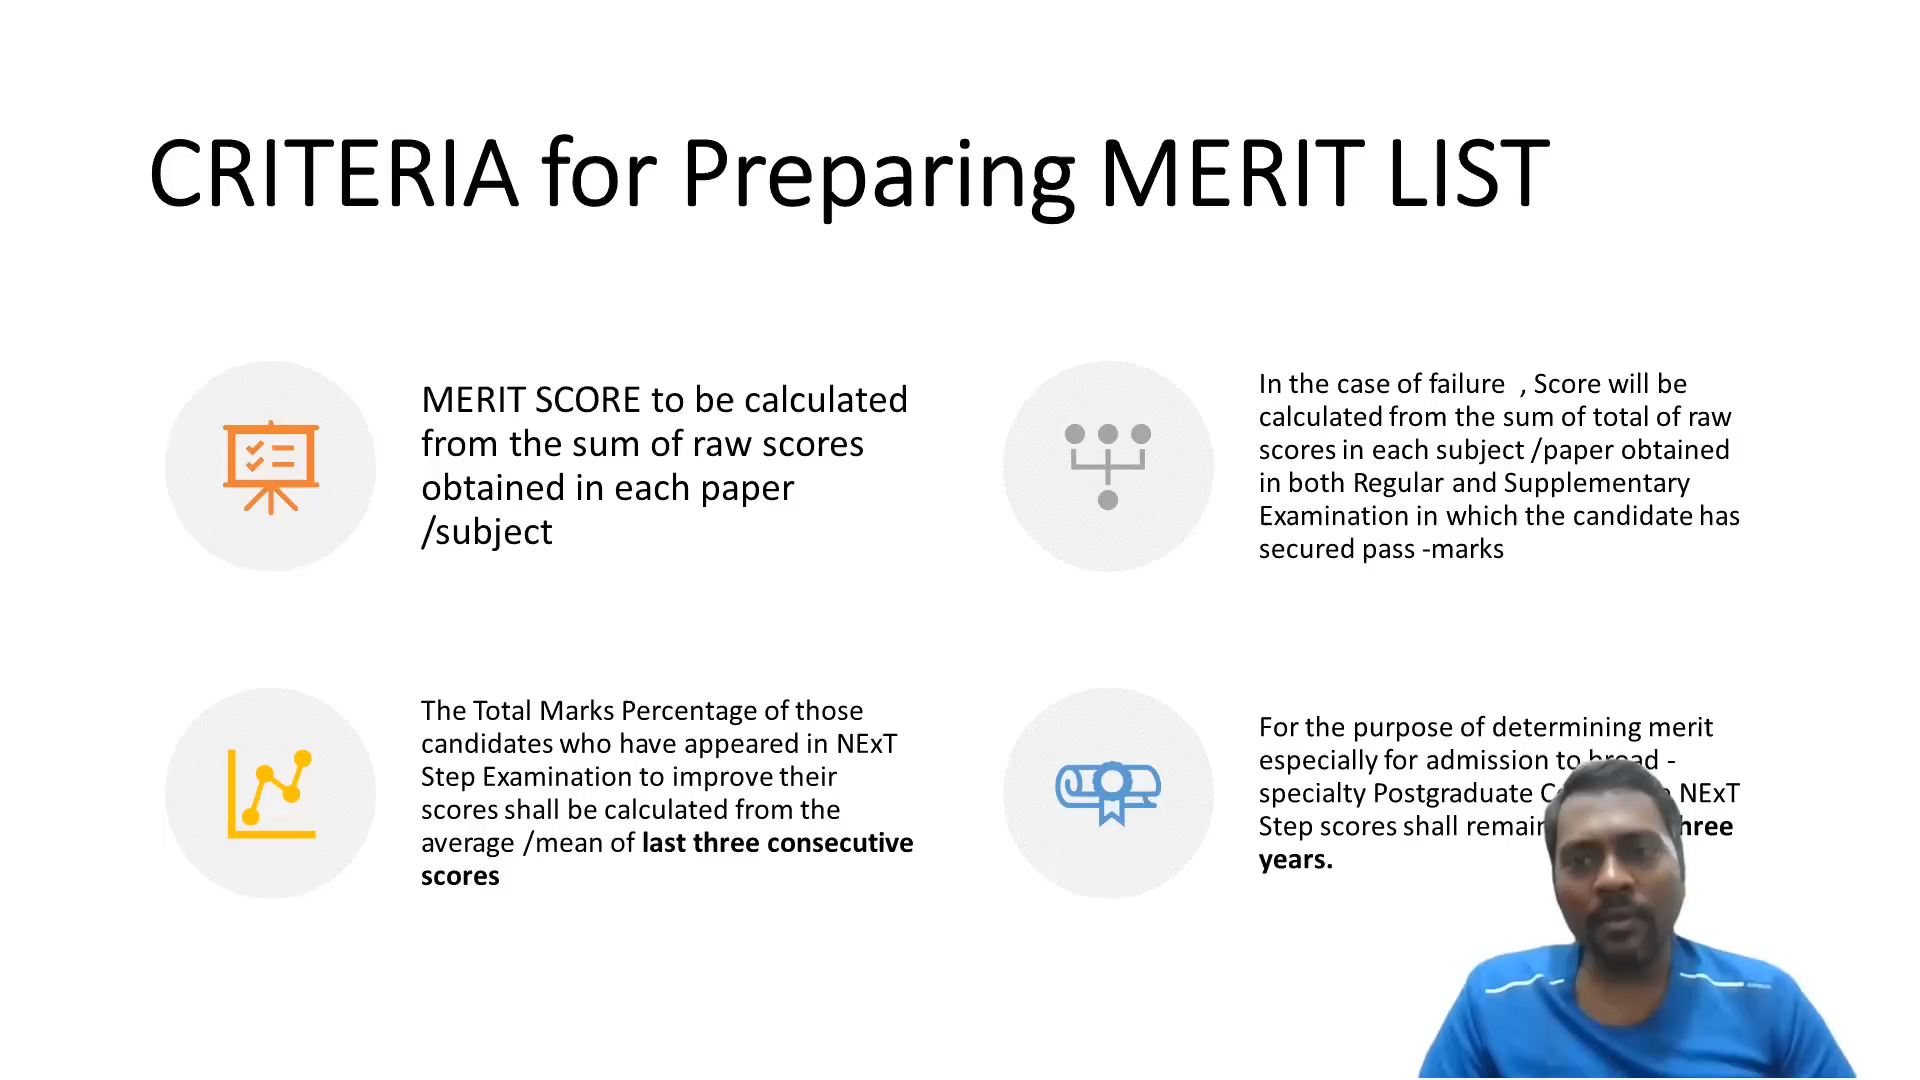 CRITERIA for Preparing MERIT LIST
MERIT SCORE to be calculated
from the sum of raw scores
obtained in each paper
/subject
In the case of failure , Score will be
calculated from the sum of total of raw
scores in each subject /paper obtained
in both Regular and Supplementary
Examination in which the candidate has
secured pass -marks
The Total Marks Percentage of those
candidates who have appeared in NExT
Step Examination to improve their
scores shall be calculated from the
average /mean of last three consecutive
scores
For the purpose of determining merit
especially for admission to broad -
specialty Postgraduate NExT
Step scores shall remain
years.